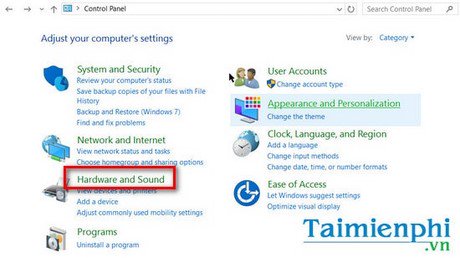 Control Panel
Search Control Panel
Adjust your computer's settings
View by: Category
System and Security
Review your computer's status
Save backup copies of your files with File
History
Backup and Restore (Windows 7)
Find and fix problems
Network and Internet
View network status and tasks
Choose homegroup and sharing options
Hardware and Sound
View devices and printers
Add a device
Adjust commonly used mobility settings
Programs
Uninstall a program
User Accounts
Change account type
Appearance and Personalization
Change the theme
Clock, Language, and Region
Add a language
Change input methods
Change date, time, or number formats
Ease of Access
Let Windows suggest settings
Optimize visual display
Taimienphi
.vn